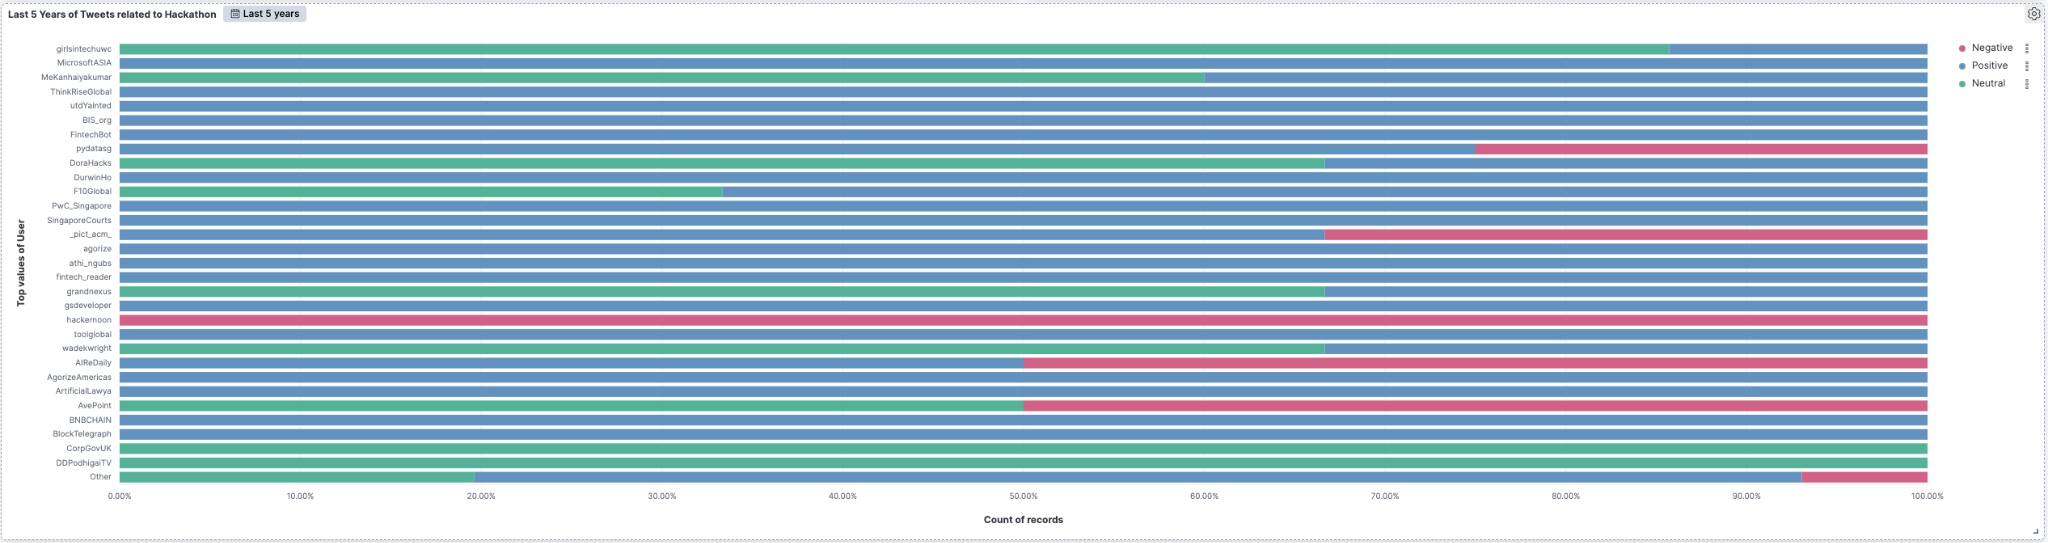 Last 5 Years of Tweets related to Hackathon Last 5 years
Negative
Positive
Neutral
Top values of User
girlsintechuwc
MicrosoftASIA
MeKanhaiyakumar
ThinkRiseGlobal
utdYainted
BIS_org
FintechBot
pydatasg
DoraHacks
DurwinHo
F10Global
PwC_Singapore
SingaporeCourts
_pict_acm_
agorize
athi_ngubs
fintech_reader
grandnexus
gsdeveloper
hackernoon
toolglobal
wadekwright
AIReDaily
AgorizeAmericas
ArtificialLawya
AvePoint
BNBCHAIN
BlockTelegraph
CorpGovUK
DDPodhigaiTV
Other
0.00% 10.00% 20.00% 30.00% 40.00% 50.00% 60.00% 70.00% 80.00% 90.00% 100.00%
Count of records